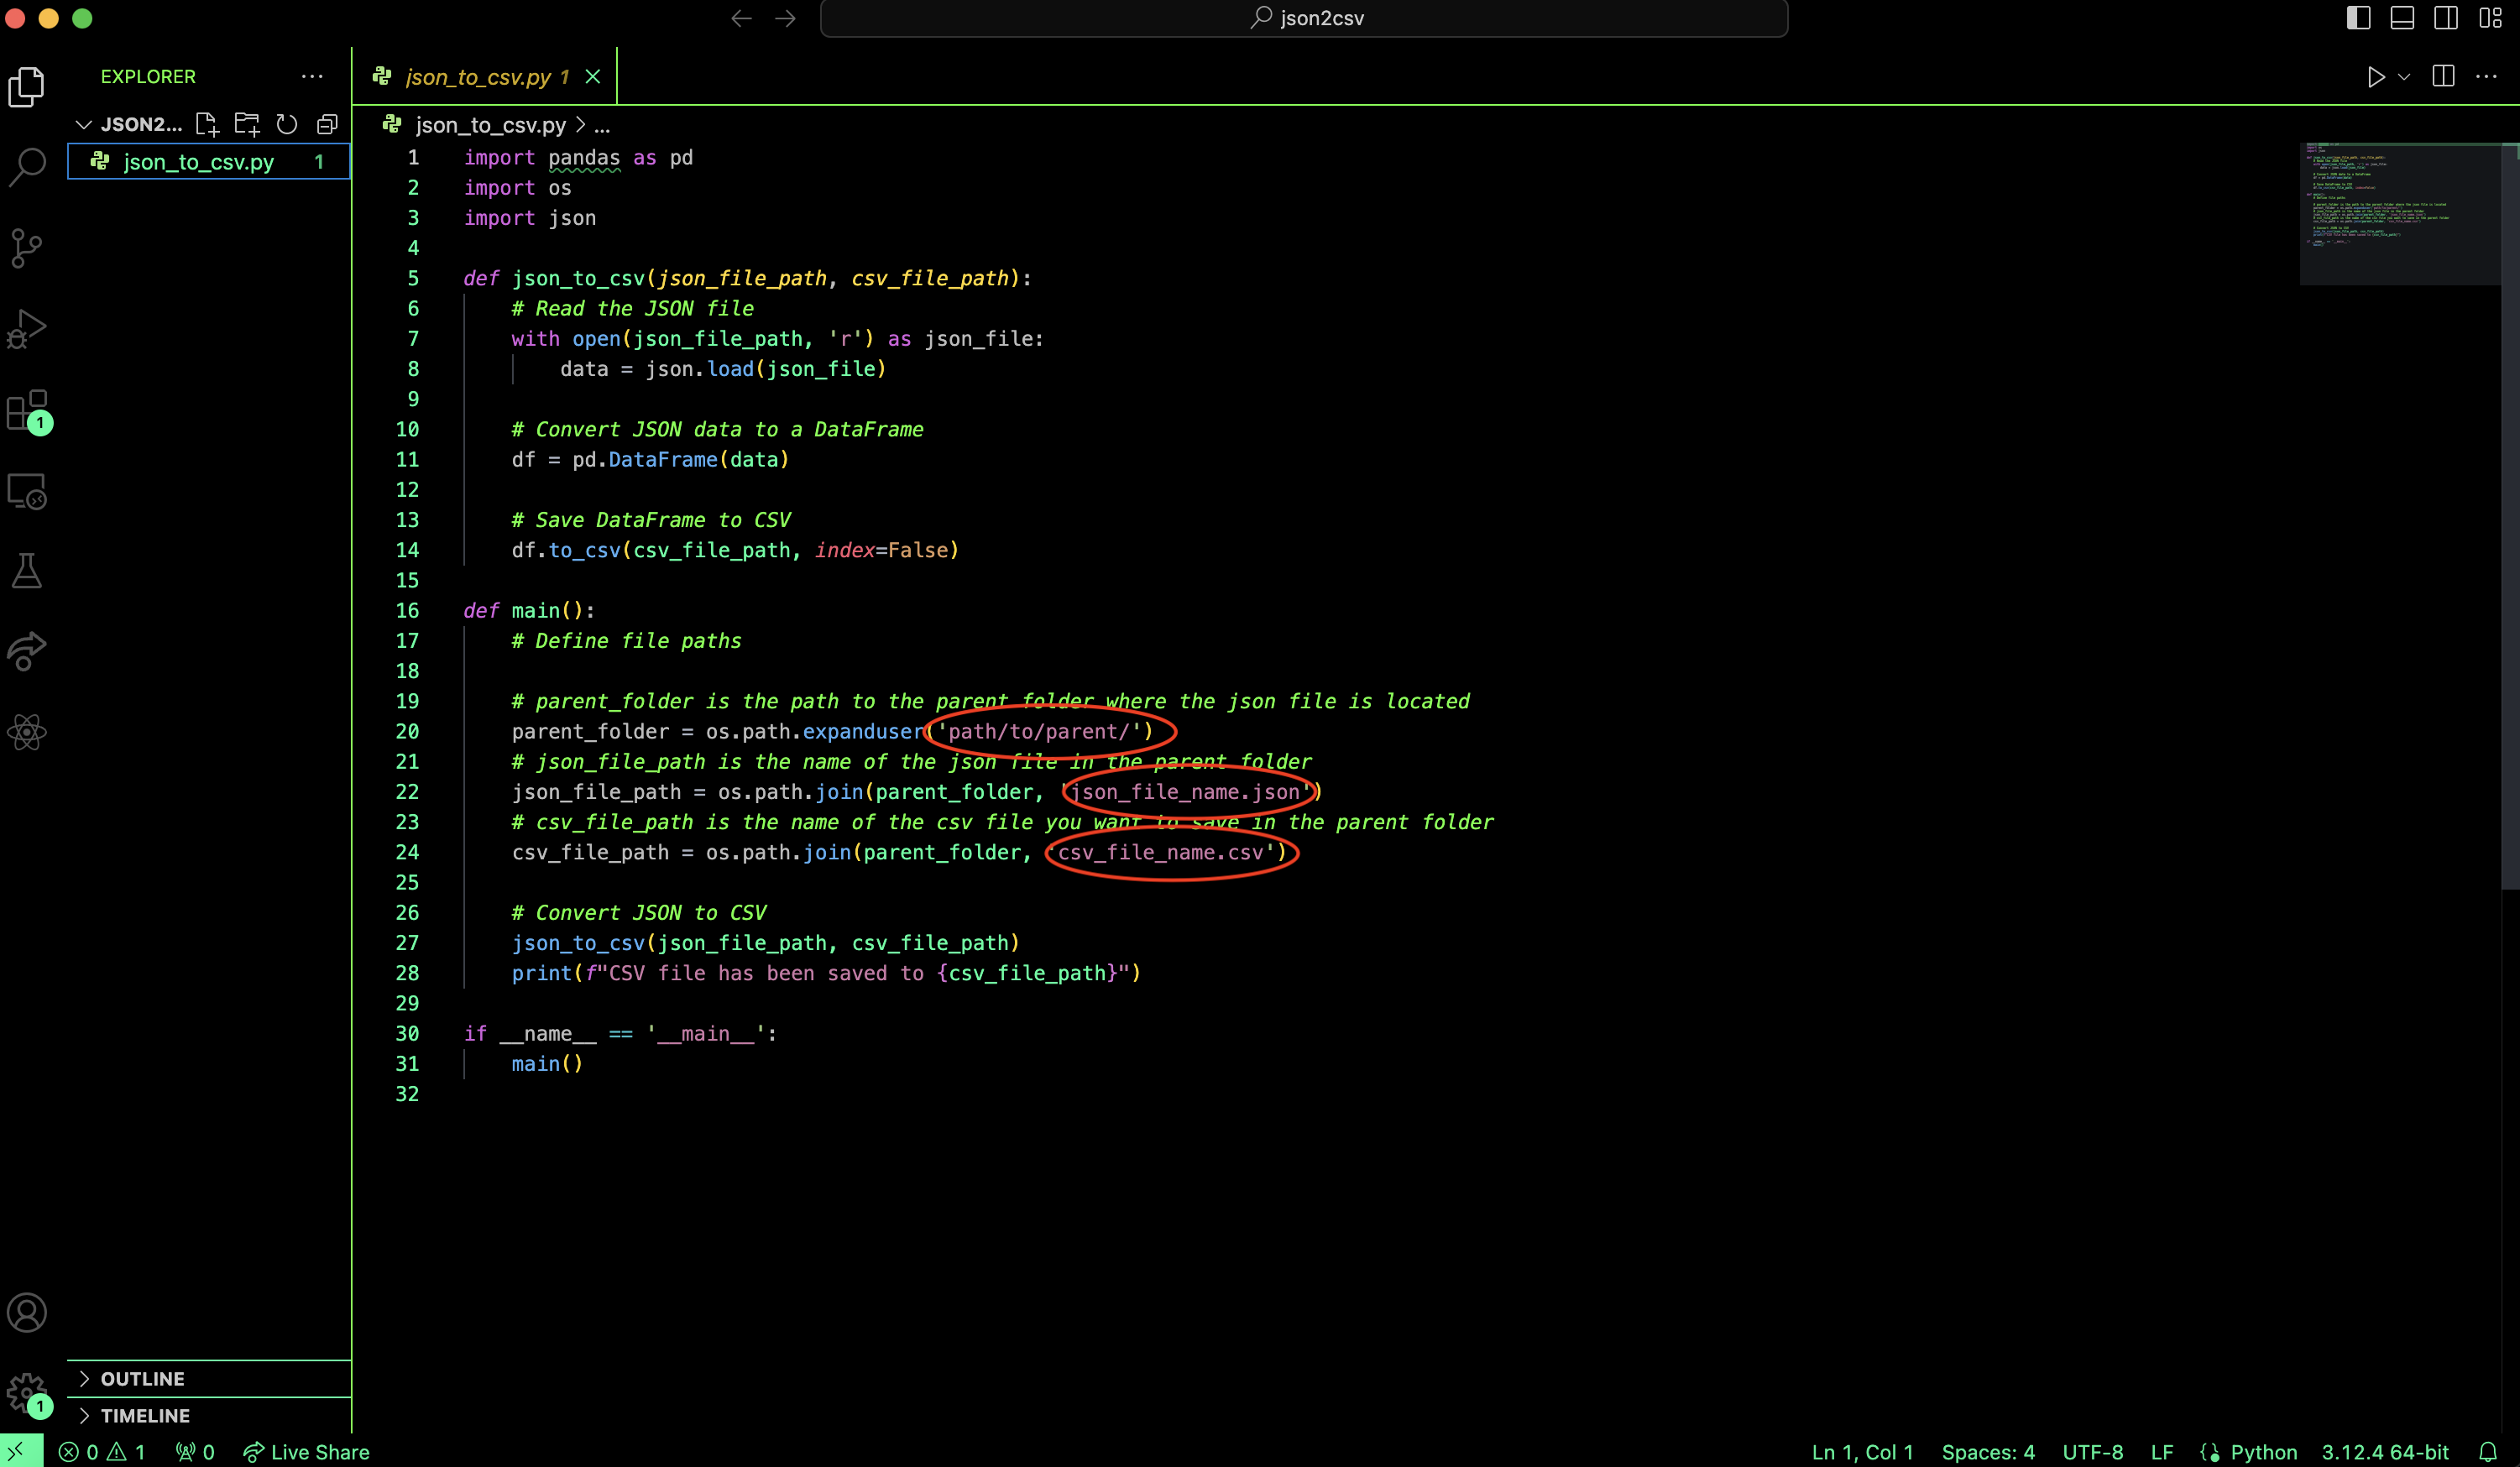 json2csv
EXPLORER
json_to_csv.py 1
JSON2...
json_to_csv.py 1
json_to_csv.py > ...
1 import pandas as pd
2 import os
3 import json
4
5 def json_to_csv(json_file_path, csv_file_path):
6 # Read the JSON file
7 with open(json_file_path, 'r') as json_file:
8 data = json.load(json_file)
9
10 # Convert JSON data to a DataFrame
11 df = pd.DataFrame(data)
12
13 # Save DataFrame to CSV
14 df.to_csv(csv_file_path, index=False)
15
16 def main():
17 # Define file paths
18
19 # parent_folder is the path to the parent folder where the json file is located
20 parent_folder = os.path.expanduser('path/to/parent/')
21 # json_file_path is the name of the json file in the parent folder
22 json_file_path = os.path.join(parent_folder, 'json_file_name.json')
23 # csv_file_path is the name of the csv file you want to save in the parent folder
24 csv_file_path = os.path.join(parent_folder, 'csv_file_name.csv')
25
26 # Convert JSON to CSV
27 json_to_csv(json_file_path, csv_file_path)
28 print(f"CSV file has been saved to {csv_file_path}")
29
30 if __name__ == '__main__':
31 main()
32
1
1
OUTLINE
TIMELINE
0 1 0 Live Share
Ln 1, Col 1 Spaces: 4 UTF-8 LF {} Python 3.12.4 64-bit